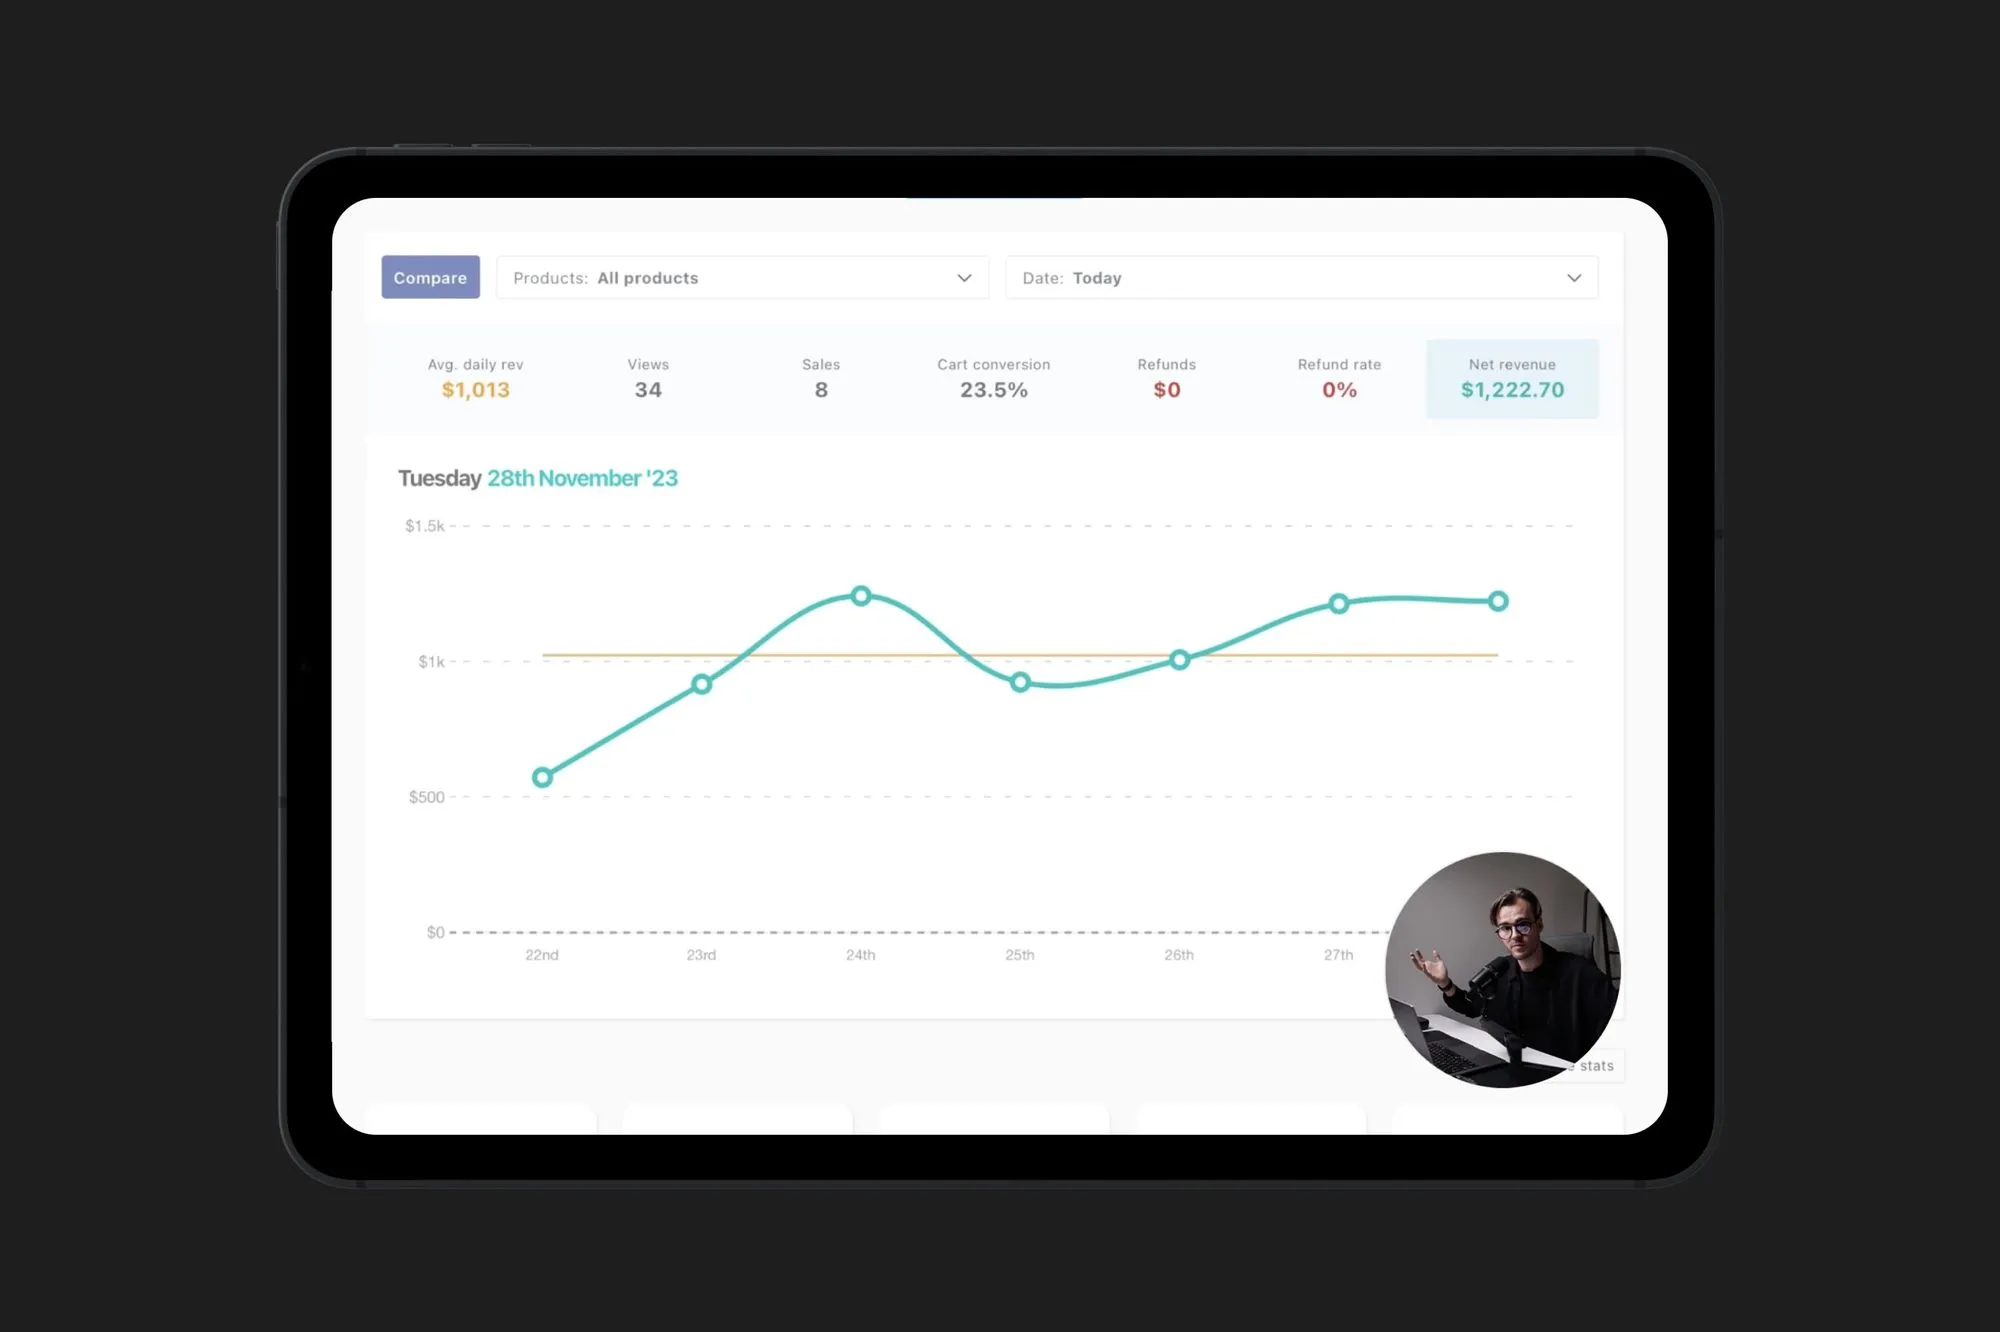 Compare
Products: All products
Date: Today
Avg. daily rev
$1,013
Views
34
Sales
8
Cart conversion
23.5%
Refunds
$0
Refund rate
0%
Net revenue
$1,222.70
Tuesday 28th November '23
$1.5k
$1k
$500
$0
22nd
23rd
24th
25th
26th
27th
stats